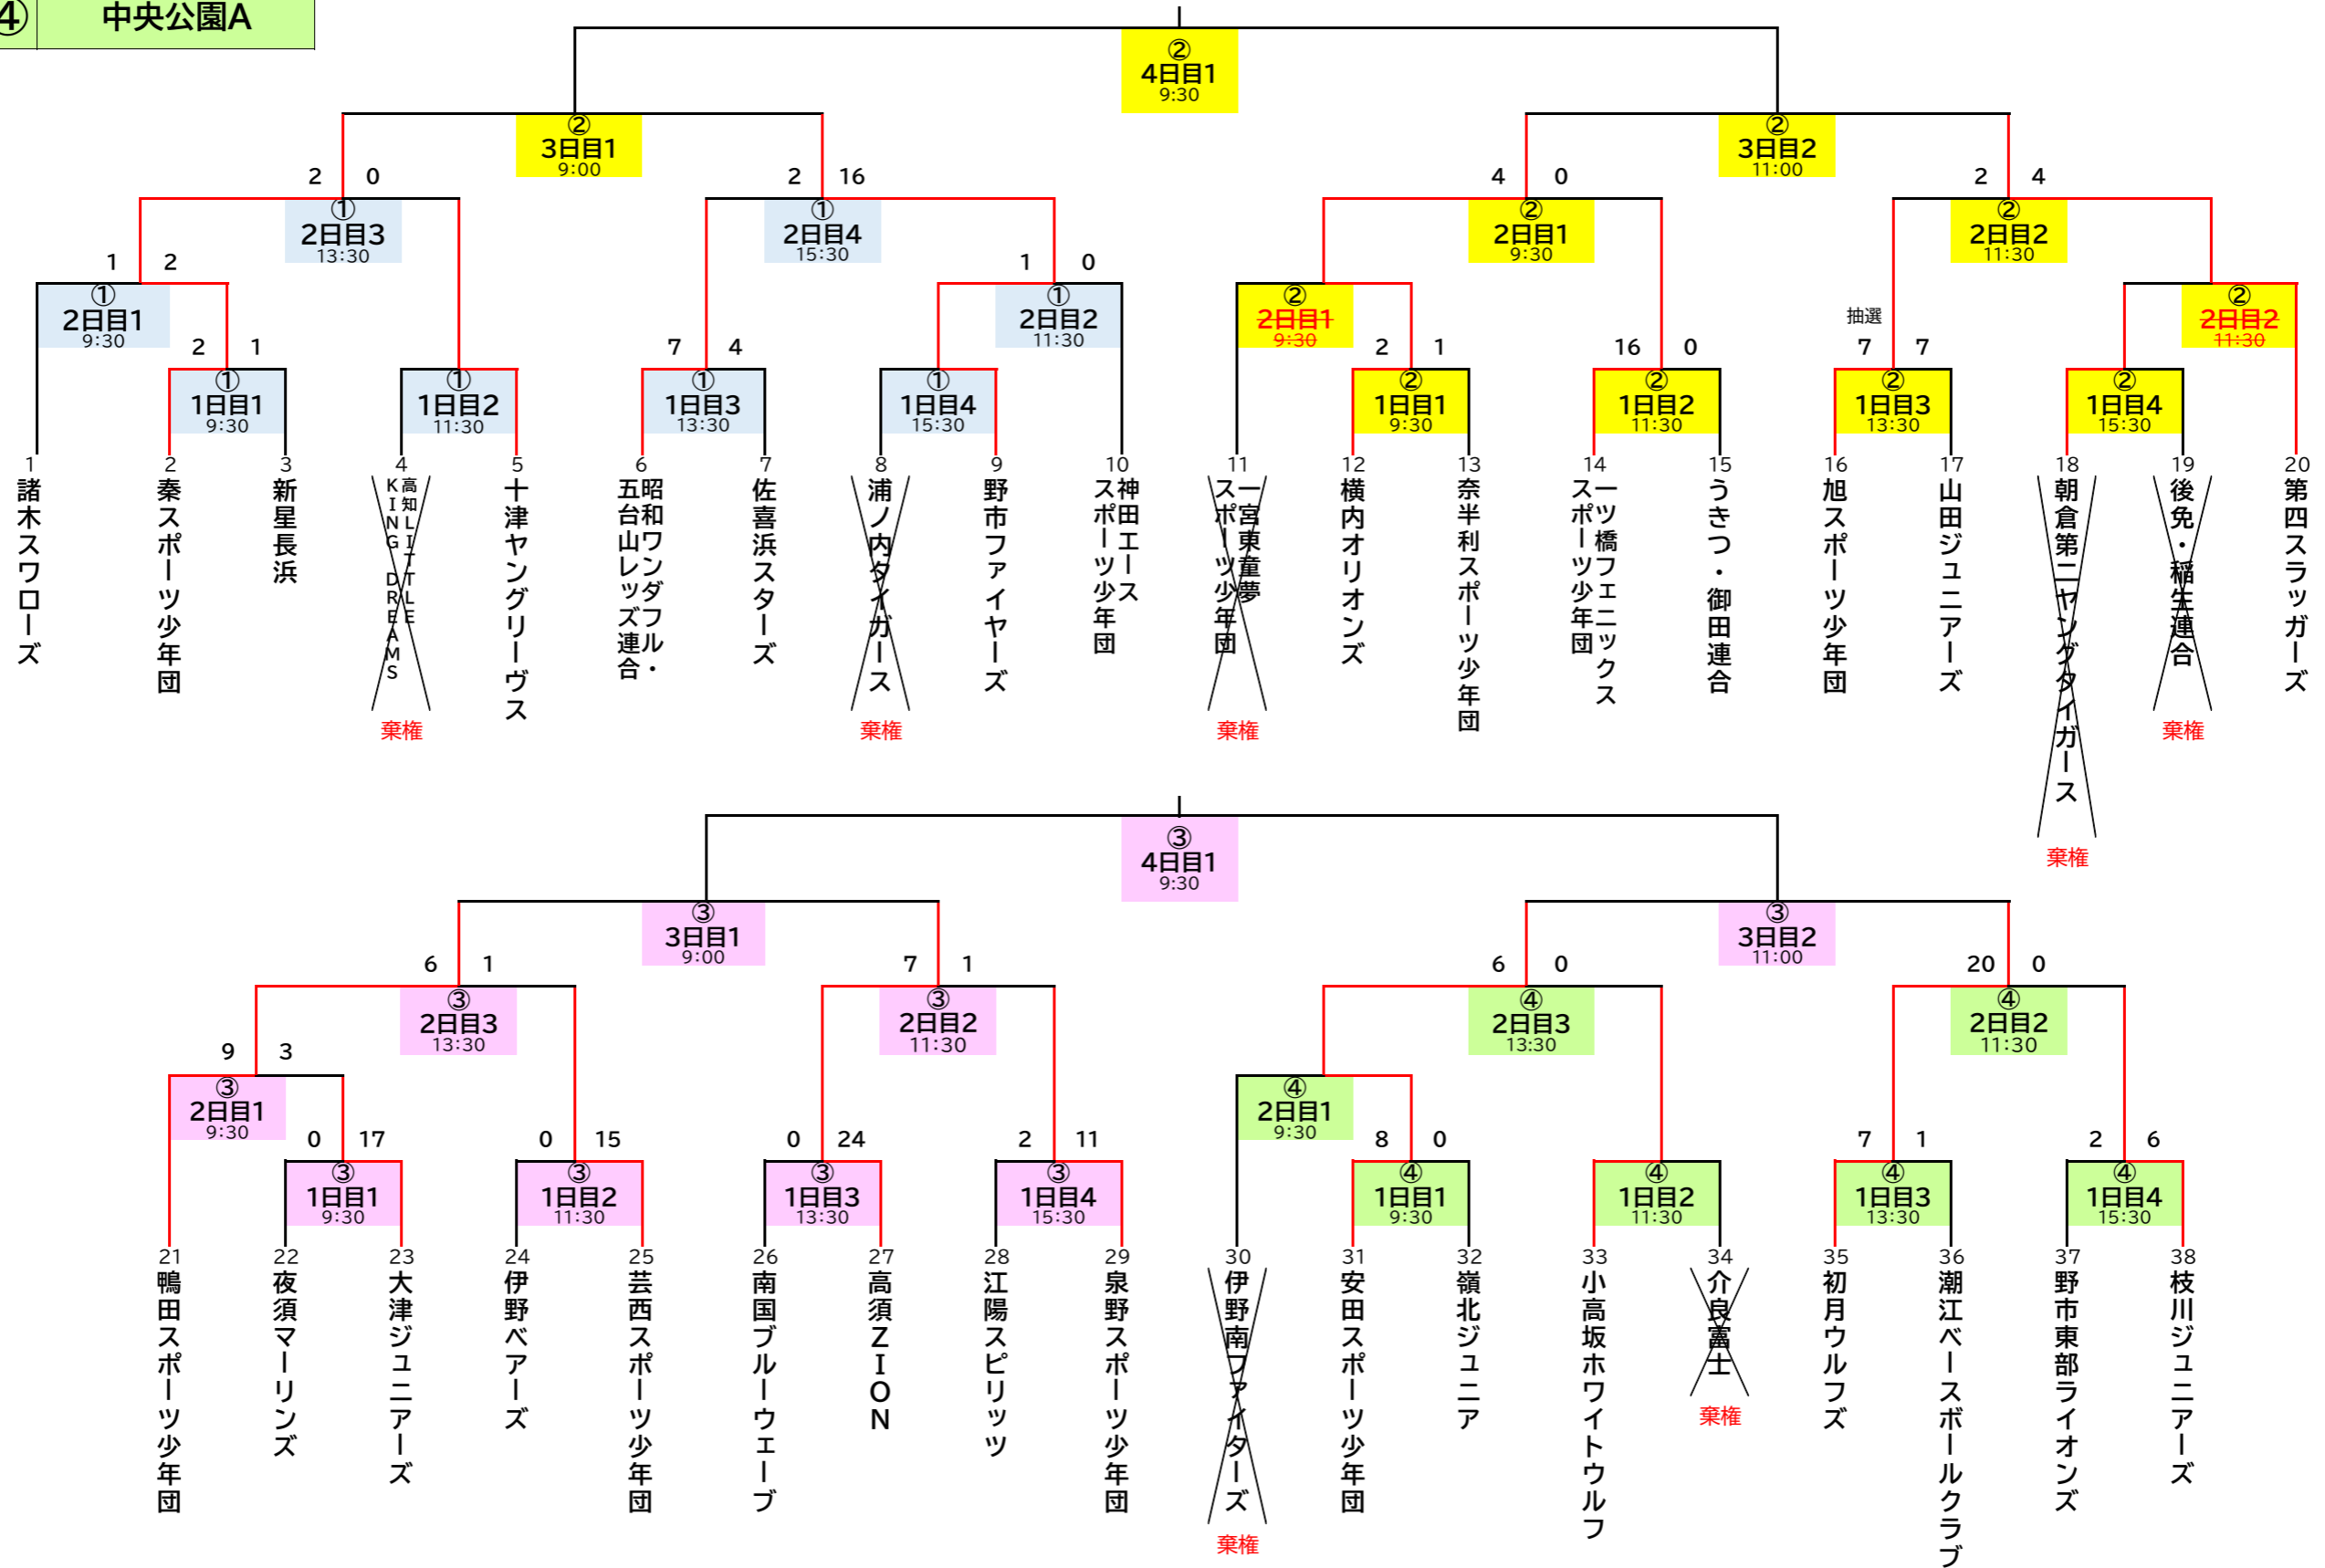 ④ 中央公園A
②
4日目1
9:30
②
3日目1
9:00
②
3日目2
11:00
2 0
2 16
4 0
2 4
①
2日目3
13:30
①
2日目4
15:30
②
2日目1
9:30
②
2日目2
11:30
1 2
1 0
①
2日目1
9:30
①
2日目2
11:30
②
2日目1
9:30
②
2日目2
11:30
抽選
2 1
7 4
2 1
16 0
7 7
①
1日目1
9:30
①
1日目2
11:30
①
1日目3
13:30
①
1日目4
15:30
②
1日目1
9:30
②
1日目2
11:30
②
1日目3
13:30
②
1日目4
15:30
1 諸木スワローズ
2 秦スポーツ少年団
3 新星長浜
4 高知LITTLE
KING DREAMS
棄権
5 十津ヤングリーヴス
6 昭和ワンダフル・
五台山レッズ連合
7 佐喜浜スターズ
8 浦ノ内タイガース
棄権
9 野市ファイヤーズ
10 神田エース
スポーツ少年団
11 一宮東童夢
スポーツ少年団
棄権
12 横内オリオンズ
13 奈半利スポーツ少年団
14 一ツ橋フェニックス
スポーツ少年団
15 うきつ・御田連合
16 旭スポーツ少年団
17 山田ジュニアーズ
18 朝倉第二ヤングタイガース
棄権
19 後免・稲生連合
棄権
20 第四スラッガーズ
③
4日目1
9:30
③
3日目1
9:00
③
3日目2
11:00
6 1
7 1
6 0
20 0
③
2日目3
13:30
③
2日目2
11:30
④
2日目3
13:30
④
2日目2
11:30
9 3
③
2日目1
9:30
④
2日目1
9:30
0 17
0 15
0 24
2 11
8 0
7 1
2 6
③
1日目1
9:30
③
1日目2
11:30
③
1日目3
13:30
③
1日目4
15:30
④
1日目1
9:30
④
1日目2
11:30
④
1日目3
13:30
④
1日目4
15:30
21 鴨田スポーツ少年団
22 夜須マーリンズ
23 大津ジュニアーズ
24 伊野ベアーズ
25 芸西スポーツ少年団
26 南国ブルーウェーブ
27 高須ZION
28 江陽スピリッツ
29 泉野スポーツ少年団
30 伊野南ファイターズ
棄権
31 安田スポーツ少年団
32 嶺北ジュニア
33 小高坂ホワイトウルフ
34 介良富士
棄権
35 初月ウルフズ
36 潮江ベースボールクラブ
37 野市東部ライオンズ
38 枝川ジュニアーズ